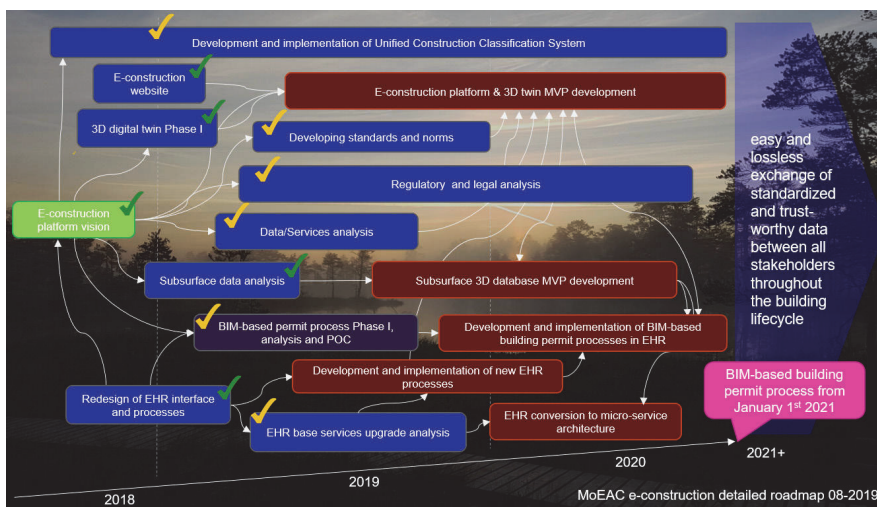 Development and implementation of Unified Construction Classification System
E-construction
website
E-construction platform & 3D twin MVP development
3D digital twin Phase I
Developing standards and norms
Regulatory and legal analysis
E-construction
platform vision
Data/Services analysis
Subsurface data analysis
Subsurface 3D database MVP development
BIM-based permit process Phase I,
analysis and POC
Development and implementation of BIM-based
building permit processes in EHR
Development and implementation of new EHR
processes
Redesign of EHR interface
and processes
EHR base services upgrade analysis
EHR conversion to micro-service
architecture
easy and
lossless
exchange of
standardized
and trust-
worthy data
between all
stakeholders
throughout
the building
lifecycle
BIM-based building
permit process from
January 1st 2021
2018
2019
2020
2021+
MoEAC e-construction detailed roadmap 08-2019